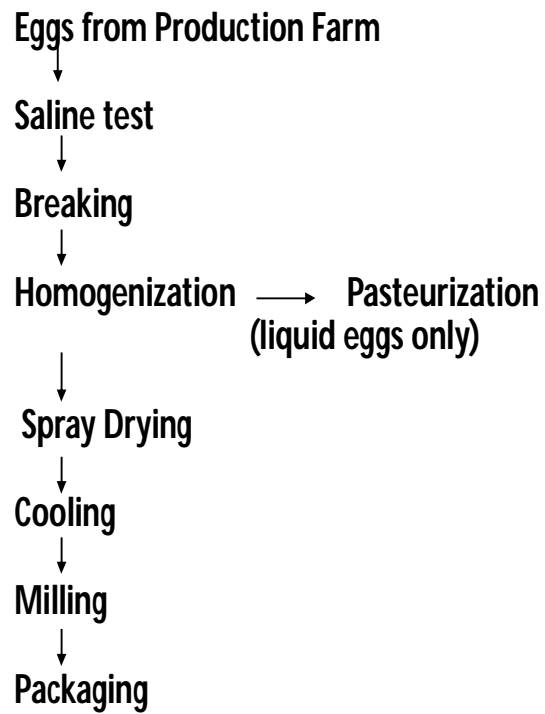 Eggs from Production Farm
Saline test
Breaking
Homogenization Pasteurization
(liquid eggs only)
Spray Drying
Cooling
Milling
Packaging